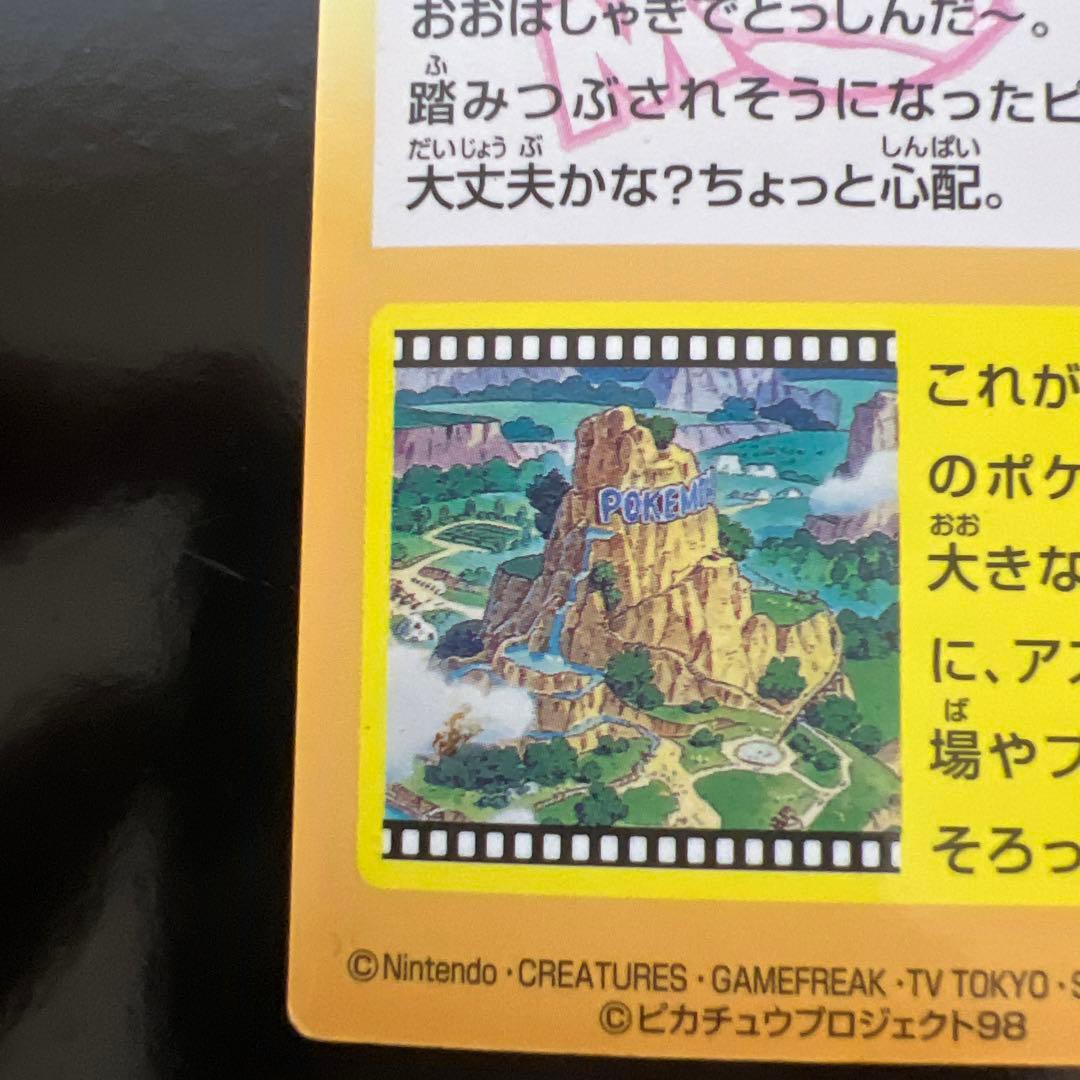 おおはしゃぎでとっしんだ～。
ふ
踏みつぶされそうになったピ
だいじょうぶ しんぱい
大丈夫かな?ちょっと心配。
POKEMON
これが
のポケ
おお
大きな
に、アス
ば
場やプ
そろっ
©Nintendo・CREATURES・GAMEFREAK・TV TOKYO・S
©ピカチュウプロジェクト98